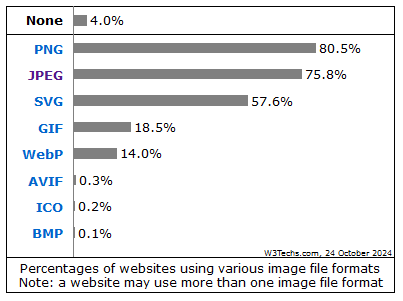 None 4.0%
PNG 80.5%
JPEG 75.8%
SVG 57.6%
GIF 18.5%
WebP 14.0%
AVIF 0.3%
ICO 0.2%
BMP 0.1%
W3Techs.com, 24 October 2024
Percentages of websites using various image file formats
Note: a website may use more than one image file format